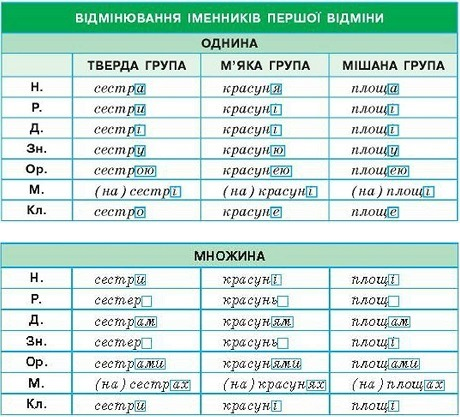 ВІДМІНЮВАННЯ ІМЕННИКІВ ПЕРШОЇ ВІДМІНИ
ОДНИНА
ТВЕРДА ГРУПА М'ЯКА ГРУПА МІШАНА ГРУПА
Н. сестра красуня площа
Р. сестри красуні площі
Д. сестрі красуні площі
Зн. сестру красуню площу
Ор. сестрою красунею площею
М. (на) сестрі (на) красуні (на) площі
Кл. сестро красуне площе
МНОЖИНА
Н. сестри красуні площі
Р. сестер красунь площ
Д. сестрам красуням площам
Зн. сестер красунь площі
Ор. сестрами красунями площами
М. (на) сестрах (на) красунях (на) площах
Кл. сестри красуні площі